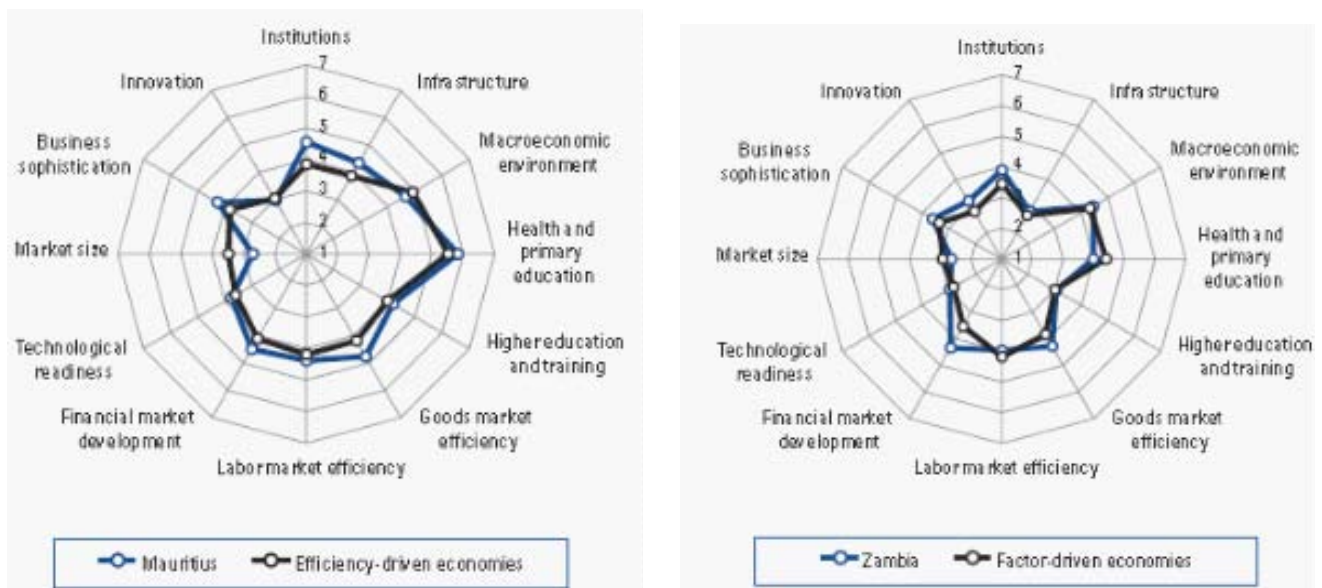 Institutions
7
6
5
4
3
2
1
Infrastructure
Macroeconomic
environment
Health and
primary
education
Higher education
and training
Goods market
efficiency
Labor market efficiency
Financial market
development
Technological
readiness
Market size
Business
sophistication
Innovation
Mauritius
Efficiency-driven economies
Institutions
7
6
5
4
3
2
1
Infrastructure
Macroeconomic
environment
Health and
primary
education
Higher education
and training
Goods market
efficiency
Labor market efficiency
Financial market
development
Technological
readiness
Market size
Business
sophistication
Innovation
Zambia
Factor-driven economies